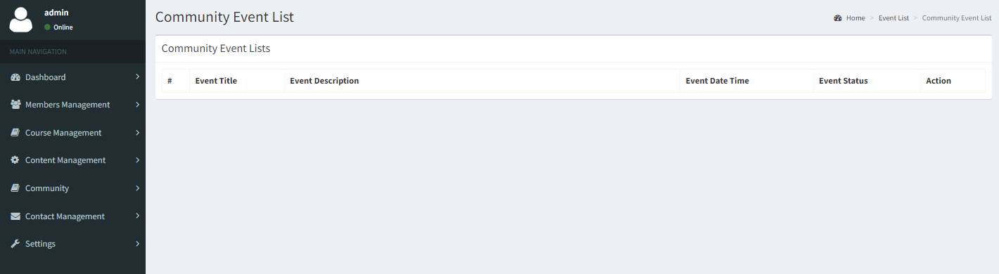 admin
Online
MAIN NAVIGATION
Dashboard
Members Management
Course Management
Content Management
Community
Contact Management
Settings
Community Event List
Home > Event List > Community Event List
Community Event Lists
# Event Title Event Description Event Date Time Event Status Action